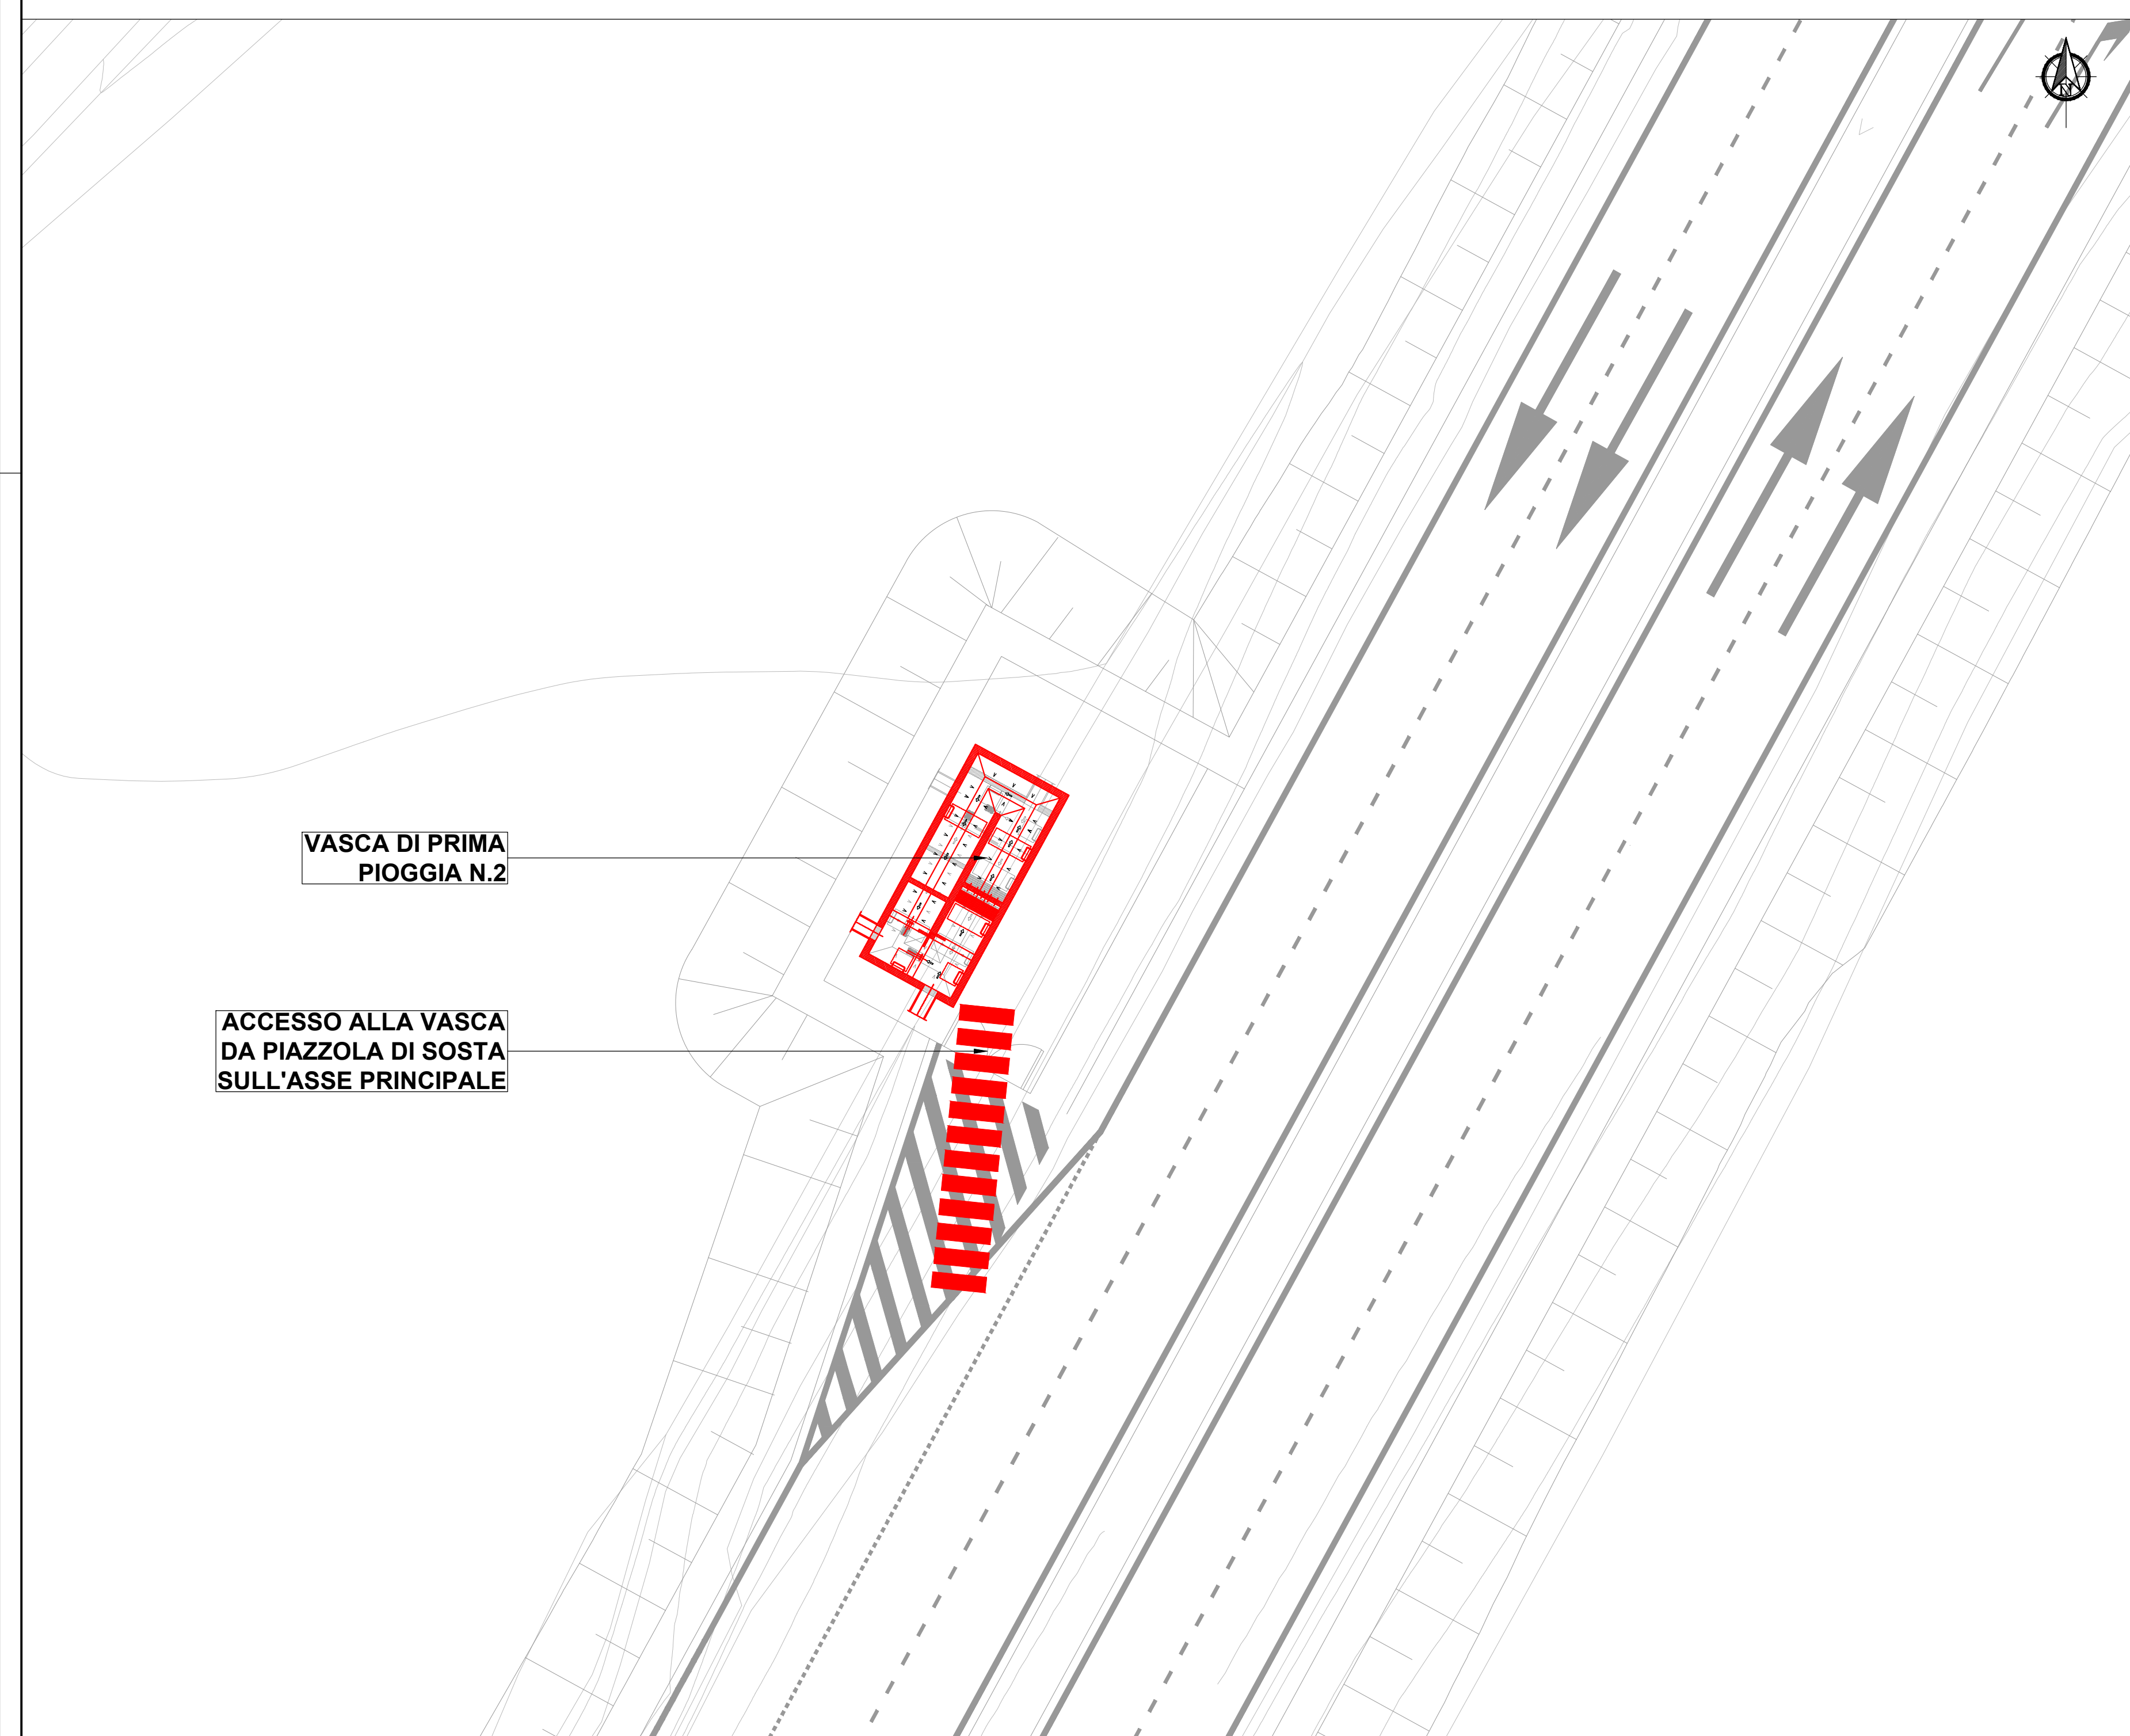 N
VASCA DI PRIMA
PIOGGIA N.2
ACCESSO ALLA VASCA
DA PIAZZOLA DI SOSTA
SULL'ASSE PRINCIPALE